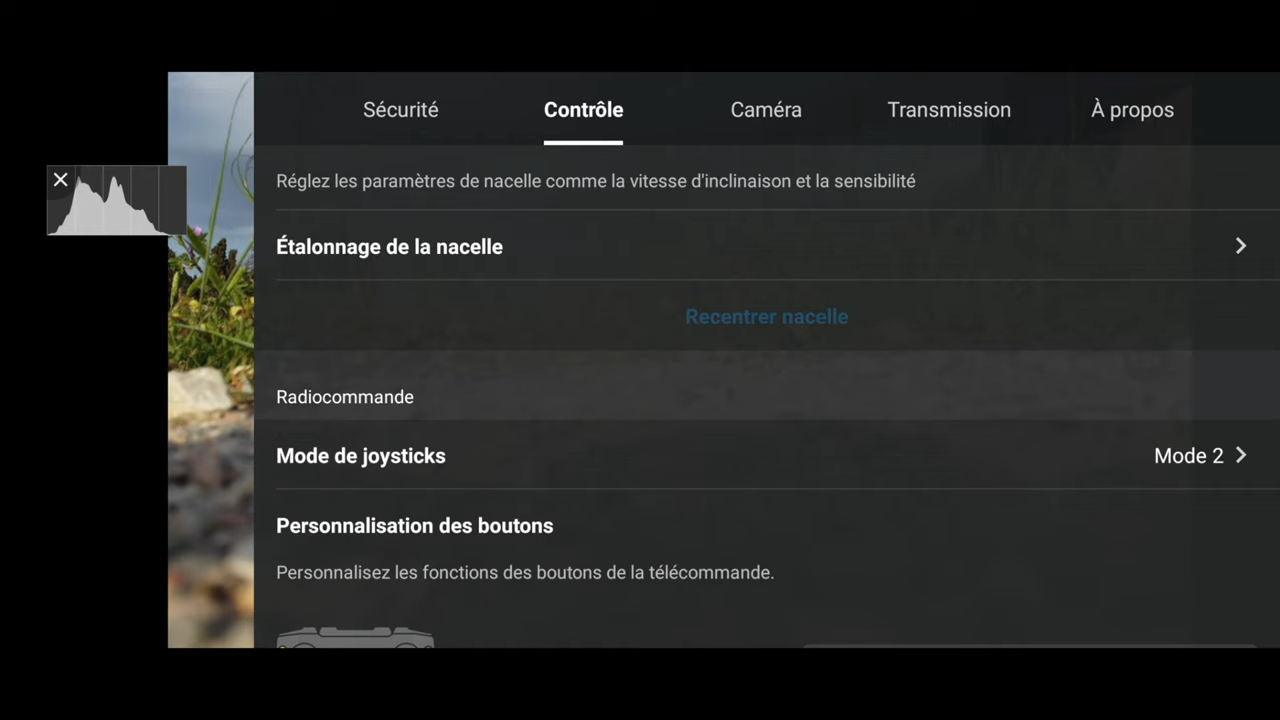 Sécurité Contrôle Caméra Transmission À propos
Réglez les paramètres de nacelle comme la vitesse d'inclinaison et la sensibilité
Étalonnage de la nacelle
Recentrer nacelle
Radiocommande
Mode de joysticks Mode 2
Personnalisation des boutons
Personnalisez les fonctions des boutons de la télécommande.